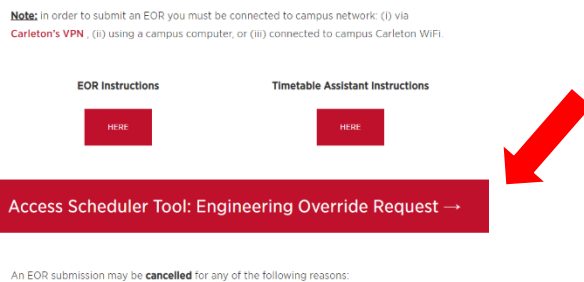 Note: in order to submit an EOR you must be connected to campus network: (i) via
Carleton's VPN , (ii) using a campus computer, or (iii) connected to campus Carleton WiFi.
EOR Instructions
Timetable Assistant Instructions
HERE
HERE
Access Scheduler Tool: Engineering Override Request →
An EOR submission may be cancelled for any of the following reasons: